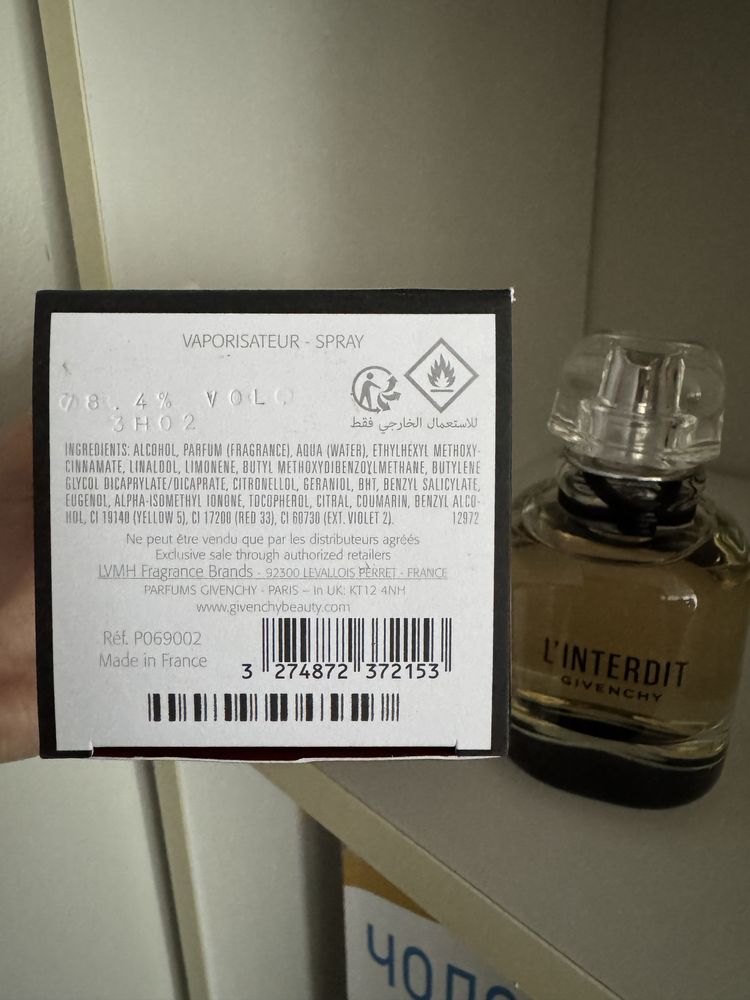 VAPORISATEUR - SPRAY
78.4% VOL
3H02
للاستعمال الخارجي فقط
INGREDIENTS: ALCOHOL, PARFUM (FRAGRANCE), AQUA (WATER), ETHYLHEXYL METHOXY-
CINNAMATE, LINALOOL, LIMONENE, BUTYL METHOXYDIBENZOYLMETHANE, BUTYLENE
GLYCOL DICAPRYLATE/DICAPRATE, CITRONELLOL, GERANIOL, BHT, BENZYL SALICYLATE,
EUGENOL, ALPHA-ISOMETHYL IONONE, TOCOPHEROL, CITRAL, COUMARIN, BENZYL ALCO-
HOL, CI 19140 (YELLOW 5), CI 17200 (RED 33), CI 60730 (EXT. VIOLET 2). 12972
Ne peut être vendu que par les distributeurs agréés
Exclusive sale through authorized retailers
LVMH Fragrance Brands - 92300 LEVALLOIS PERRET - FRANCE
PARFUMS GIVENCHY - PARIS – In UK: KT12 4NH
www.givenchybeauty.com
Réf. P069002
Made in France
3 274872 372153
L'INTERDIT
GIVENCHY